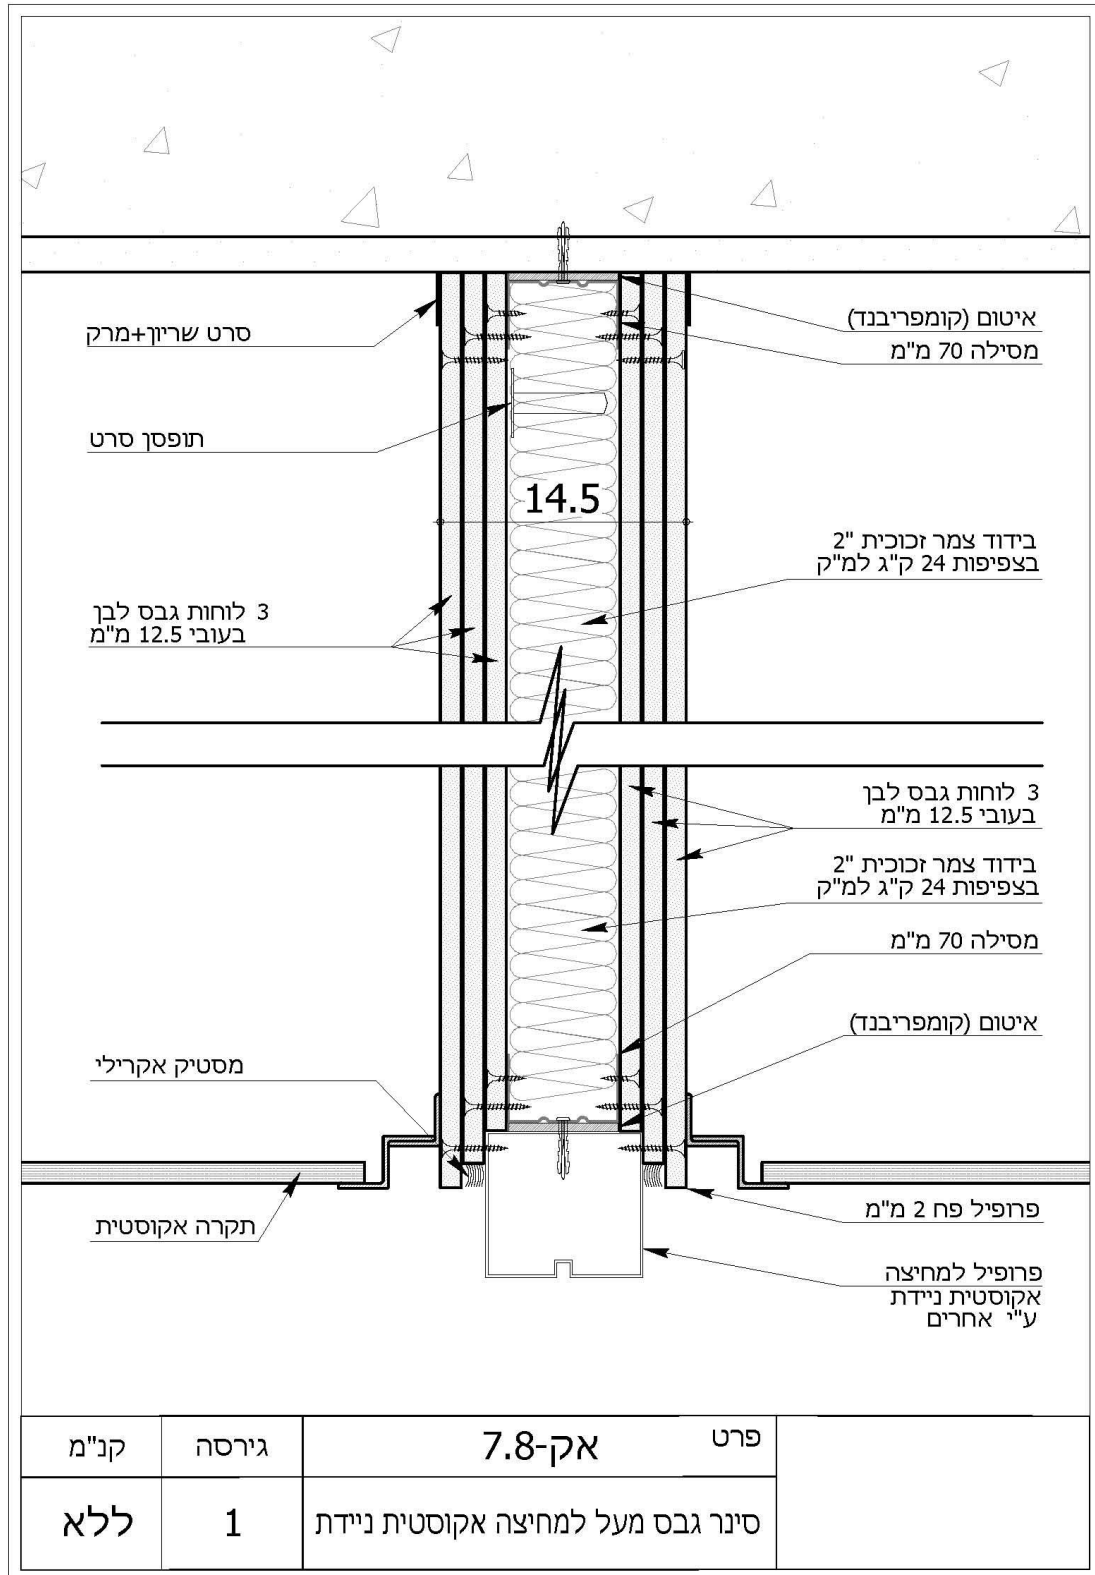 איטום (קומפריבנד)
מסילה 70 מ"מ
סרט שריון+מרק
תופסן סרט
14.5
בידוד צמר זכוכית "2
בצפיפות 24 ק"ג למ"ק
3 לוחות גבס לבן
בעובי 12.5 מ"מ
3 לוחות גבס לבן
בעובי 12.5 מ"מ
בידוד צמר זכוכית "2
בצפיפות 24 ק"ג למ"ק
מסילה 70 מ"מ
איטום (קומפריבנד)
מסטיק אקרילי
פרופיל פח 2 מ"מ
תקרה אקוסטית
פרופיל למחיצה
אקוסטית ניידת
ע"י אחרים
פרט אק-7.8 גירסה קנ"מ
סינר גבס מעל למחיצה אקוסטית ניידת 1 ללא